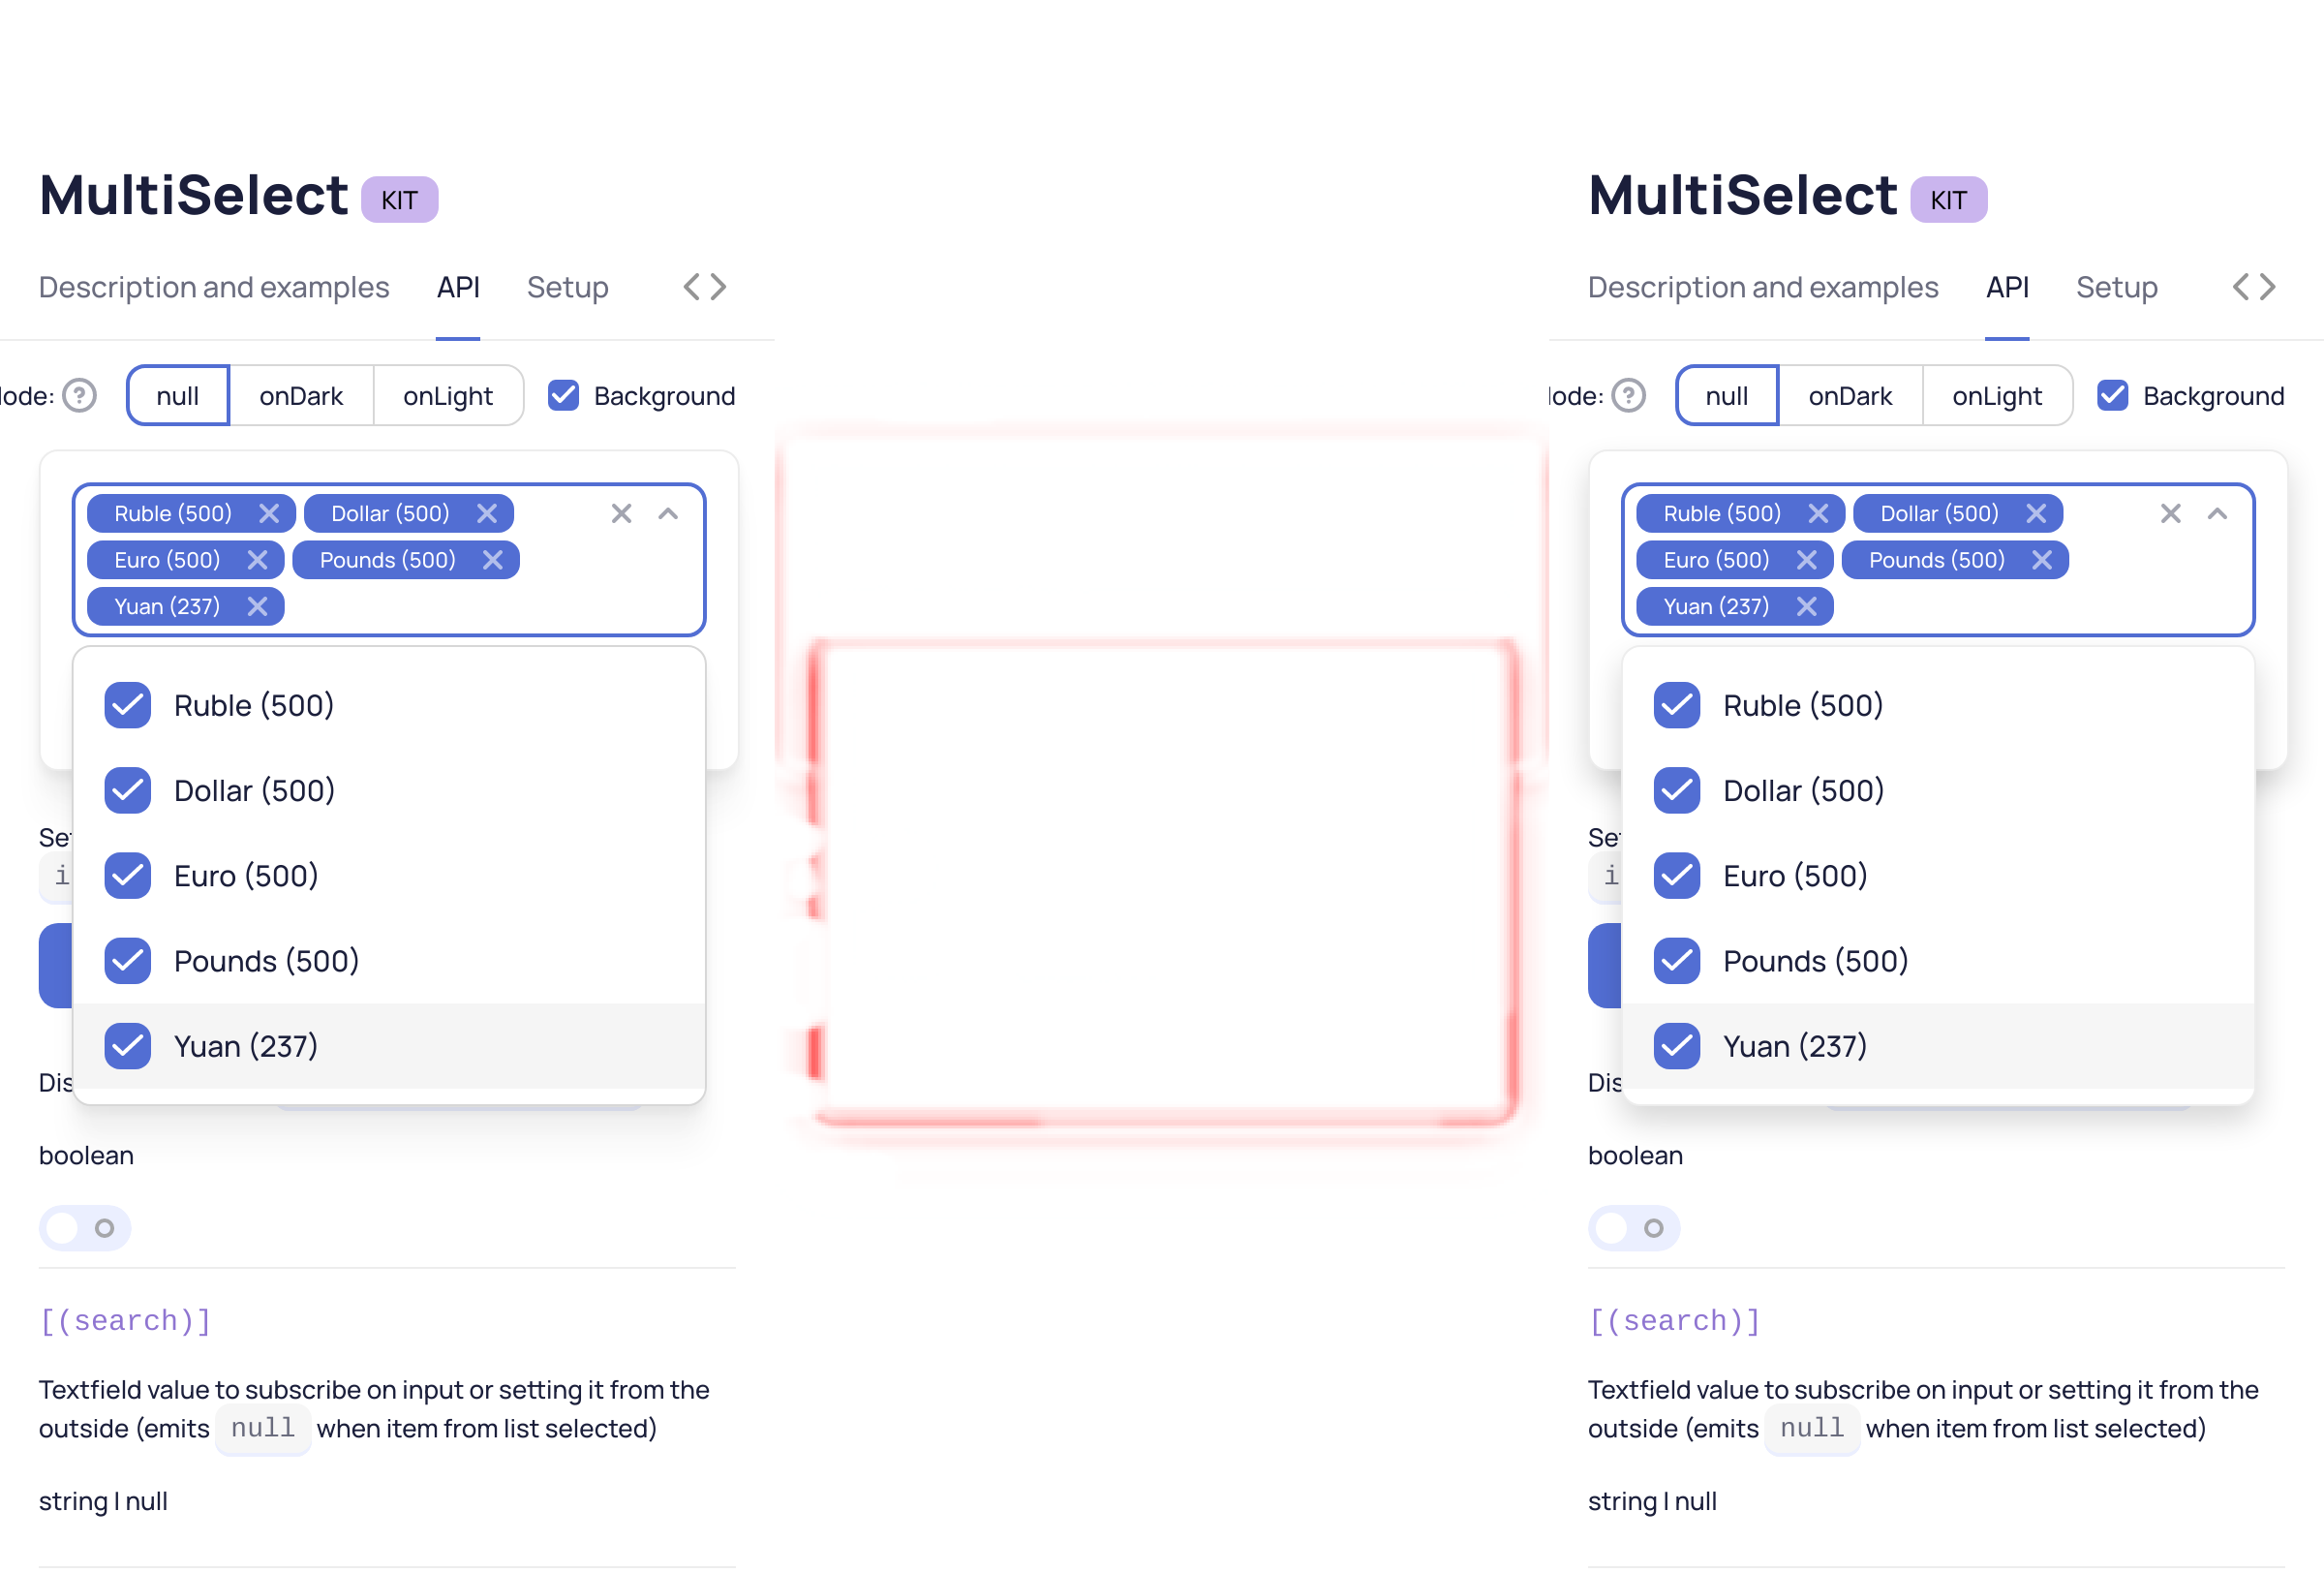 MultiSelect KIT
Description and examples API Setup
ode: null onDark onLight Background
Ruble (500) Dollar (500)
Euro (500) Pounds (500)
Yuan (237)
Ruble (500)
Dollar (500)
Se
Euro (500)
i
Pounds (500)
Yuan (237)
Dis
boolean
[(search)]
Textfield value to subscribe on input or setting it from the
outside (emits null when item from list selected)
string | null
MultiSelect KIT
Description and examples API Setup
ode: null onDark onLight Background
Ruble (500) Dollar (500)
Euro (500) Pounds (500)
Yuan (237)
Ruble (500)
Dollar (500)
Se
Euro (500)
i
Pounds (500)
Yuan (237)
Dis
boolean
[(search)]
Textfield value to subscribe on input or setting it from the
outside (emits null when item from list selected)
string | null